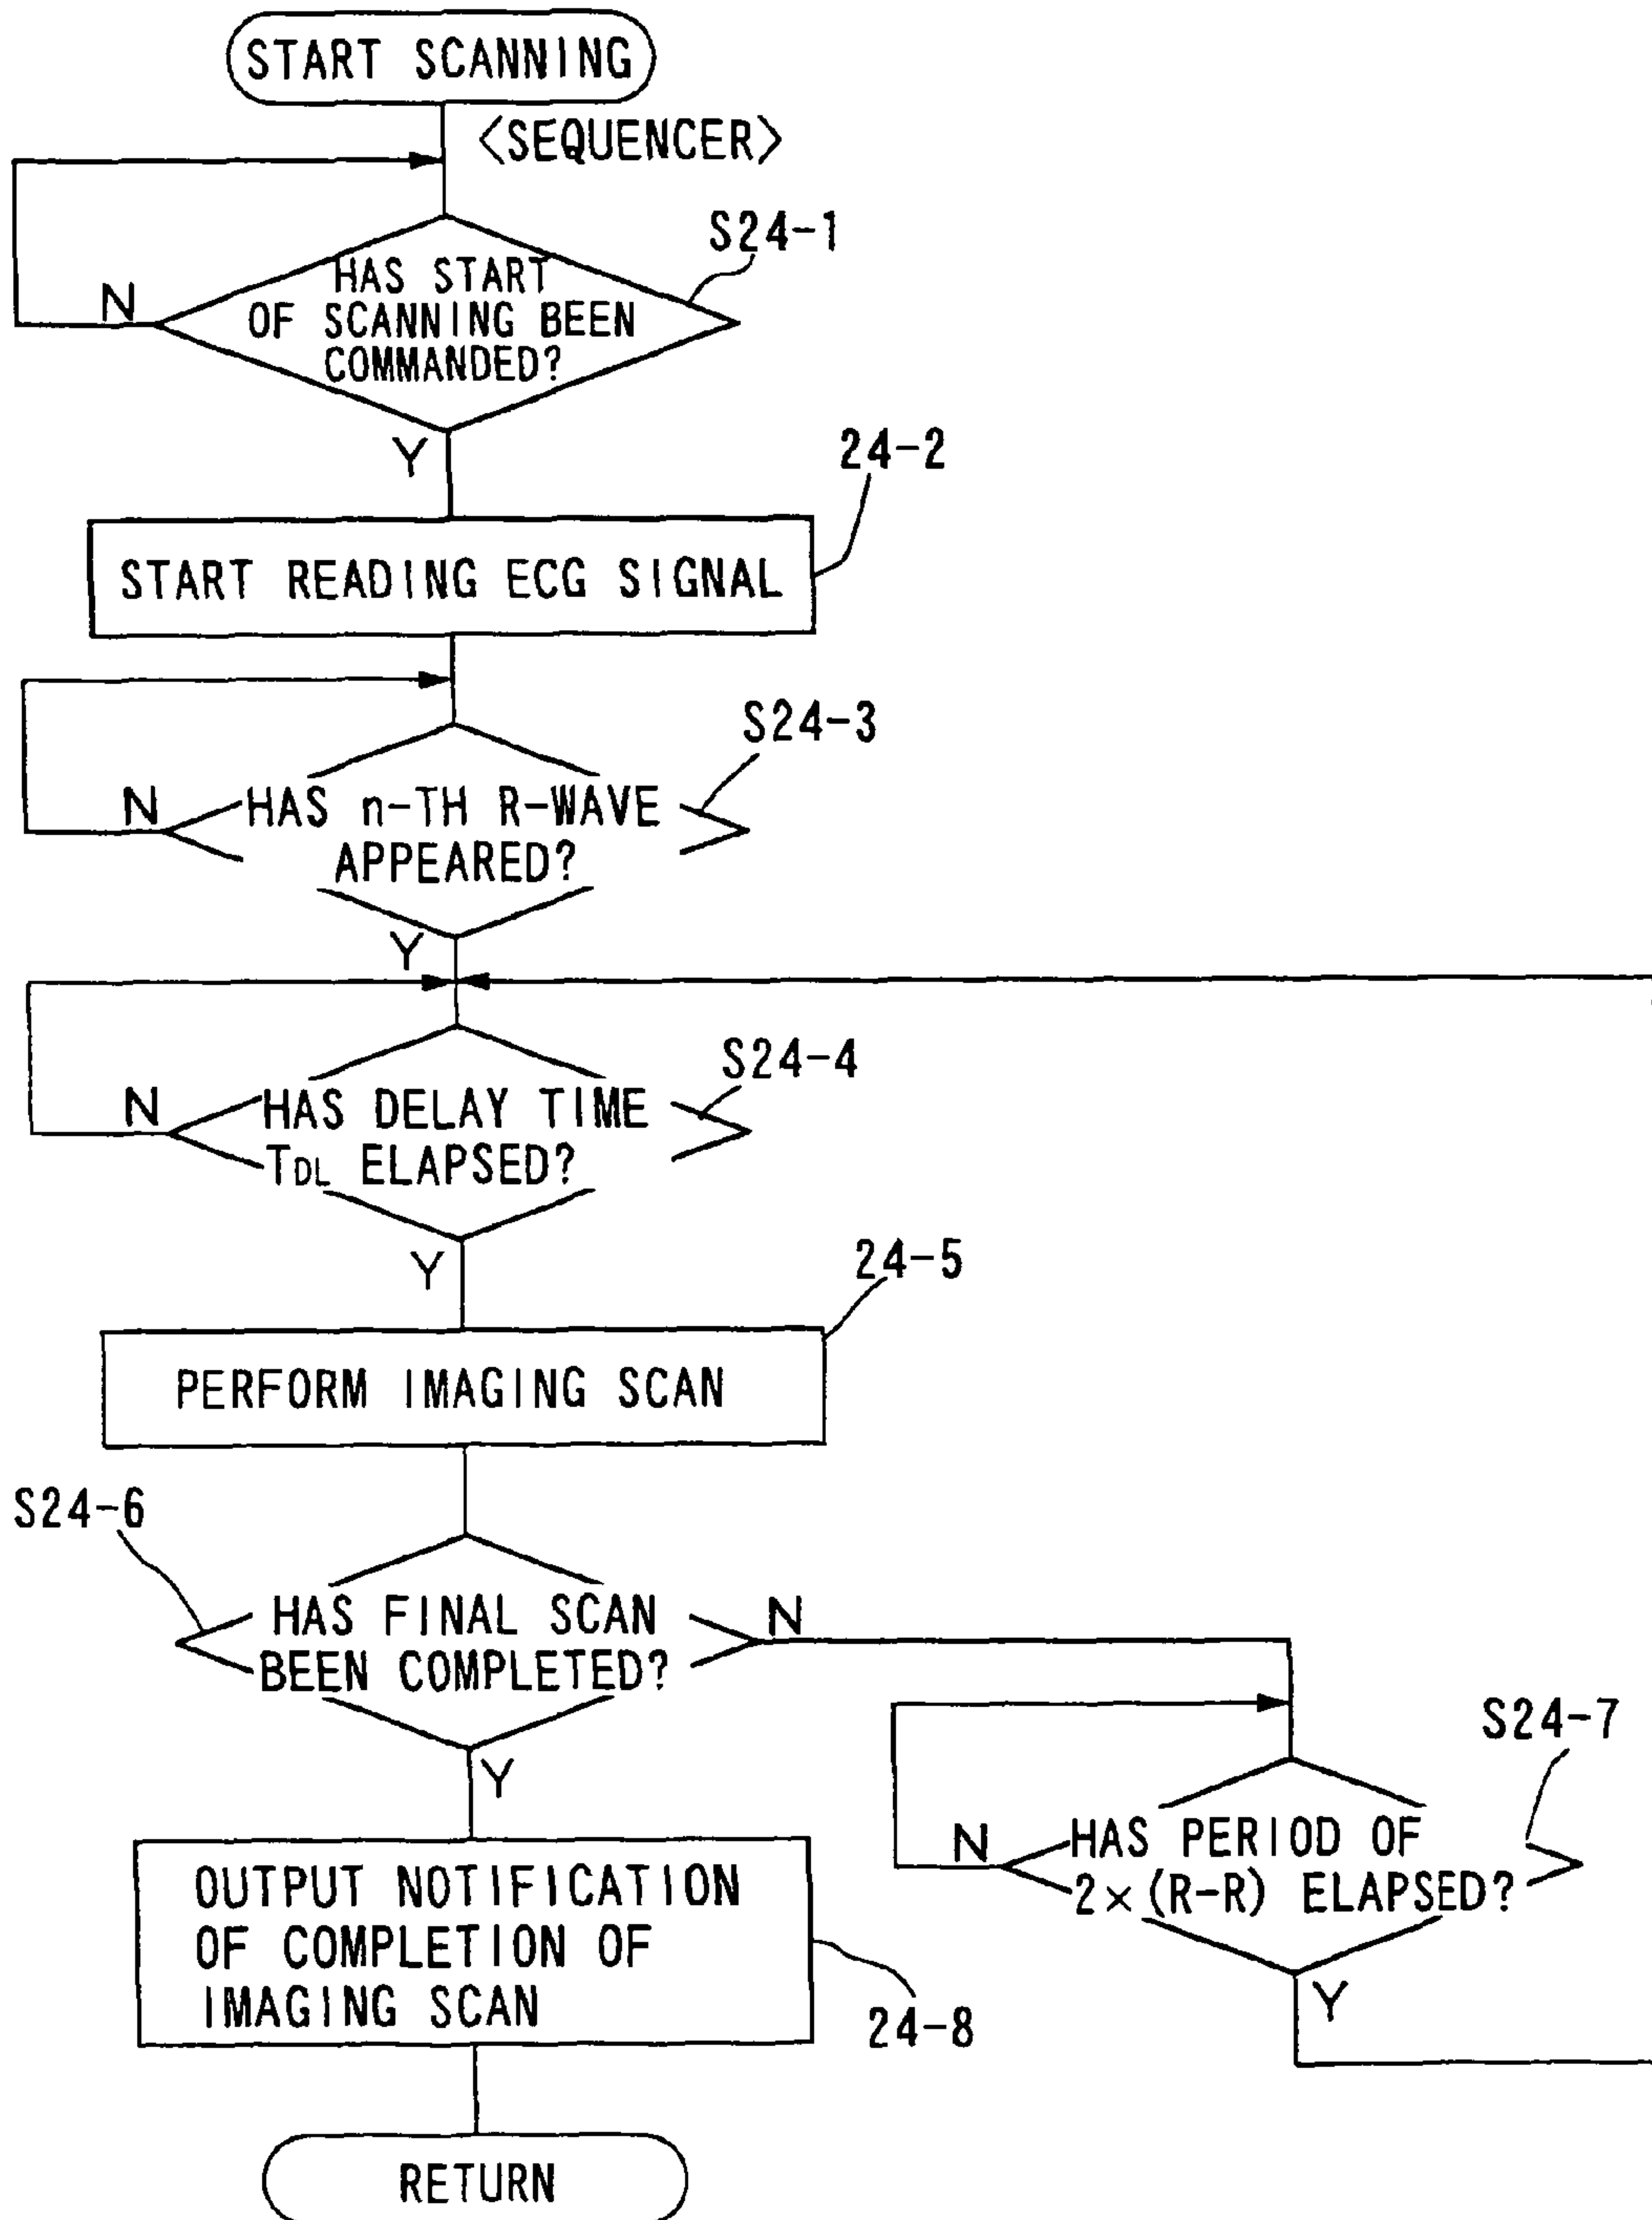 START SCANNING
<SEQUENCER>
S24-1
HAS START
N
OF SCANNING BEEN
COMMANDED?
Y
24-2
START READING ECG SIGNAL
S24-3
N
HAS n-TH R-WAVE
APPEARED?
Y
S24-4
N
HAS DELAY TIME
TDL ELAPSED?
Y
24-5
PERFORM IMAGING SCAN
S24-6
HAS FINAL SCAN
N
BEEN COMPLETED?
S24-7
Y
N
HAS PERIOD OF
2×(R-R) ELAPSED?
Y
OUTPUT NOTIFICATION
OF COMPLETION OF
IMAGING SCAN
24-8
RETURN